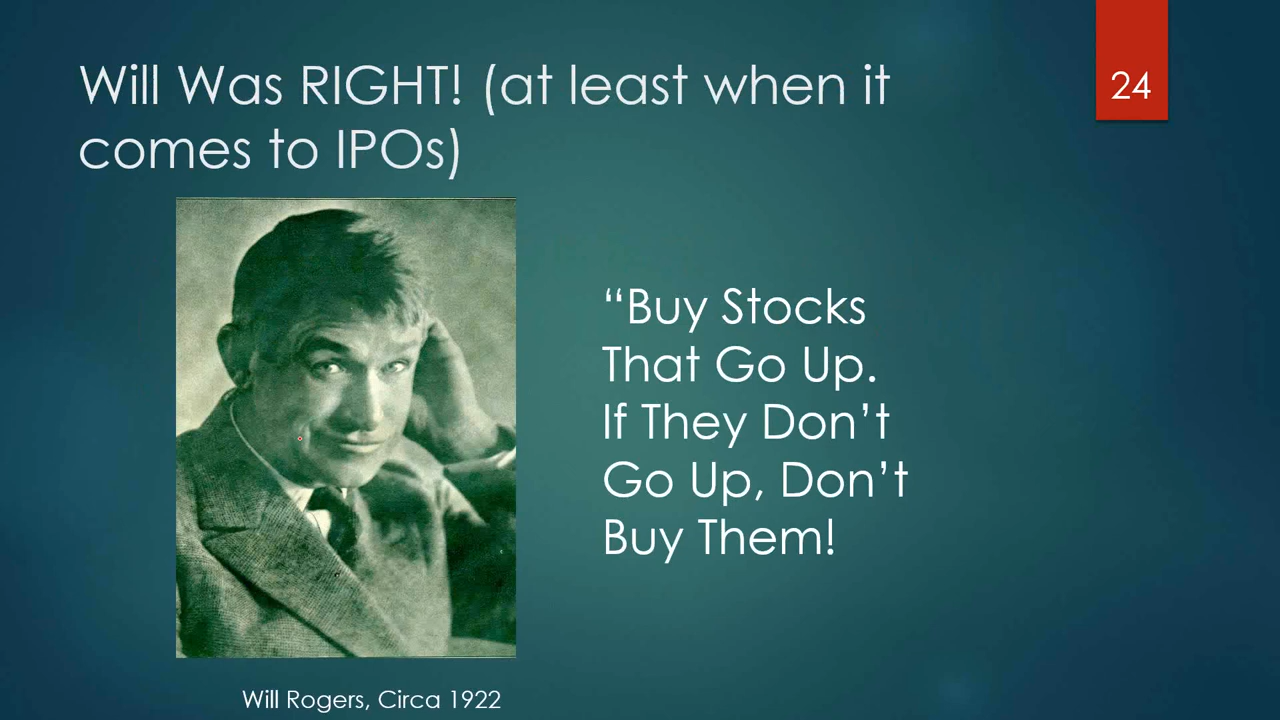 Will Was RIGHT! (at least when it
comes to IPOs)
24
“Buy Stocks
That Go Up.
If They Don’t
Go Up, Don’t
Buy Them!
Will Rogers, Circa 1922